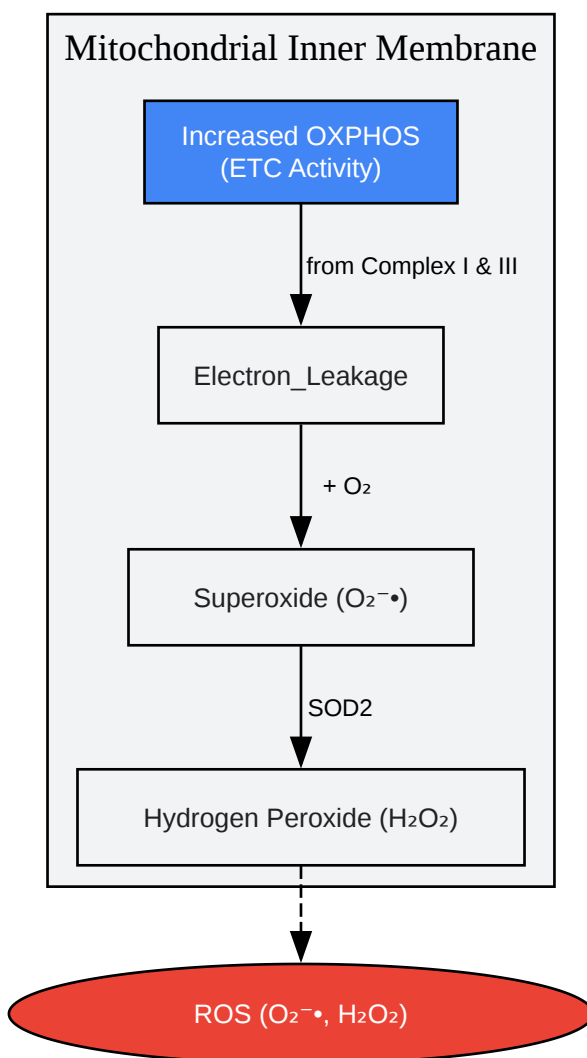 Mitochondrial Inner Membrane
Increased OXPHOS
(ETC Activity)
from Complex I & III
Electron_Leakage
+ O₂
Superoxide (O₂⁻•)
SOD2
Hydrogen Peroxide (H₂O₂)
ROS (O₂⁻•, H₂O₂)